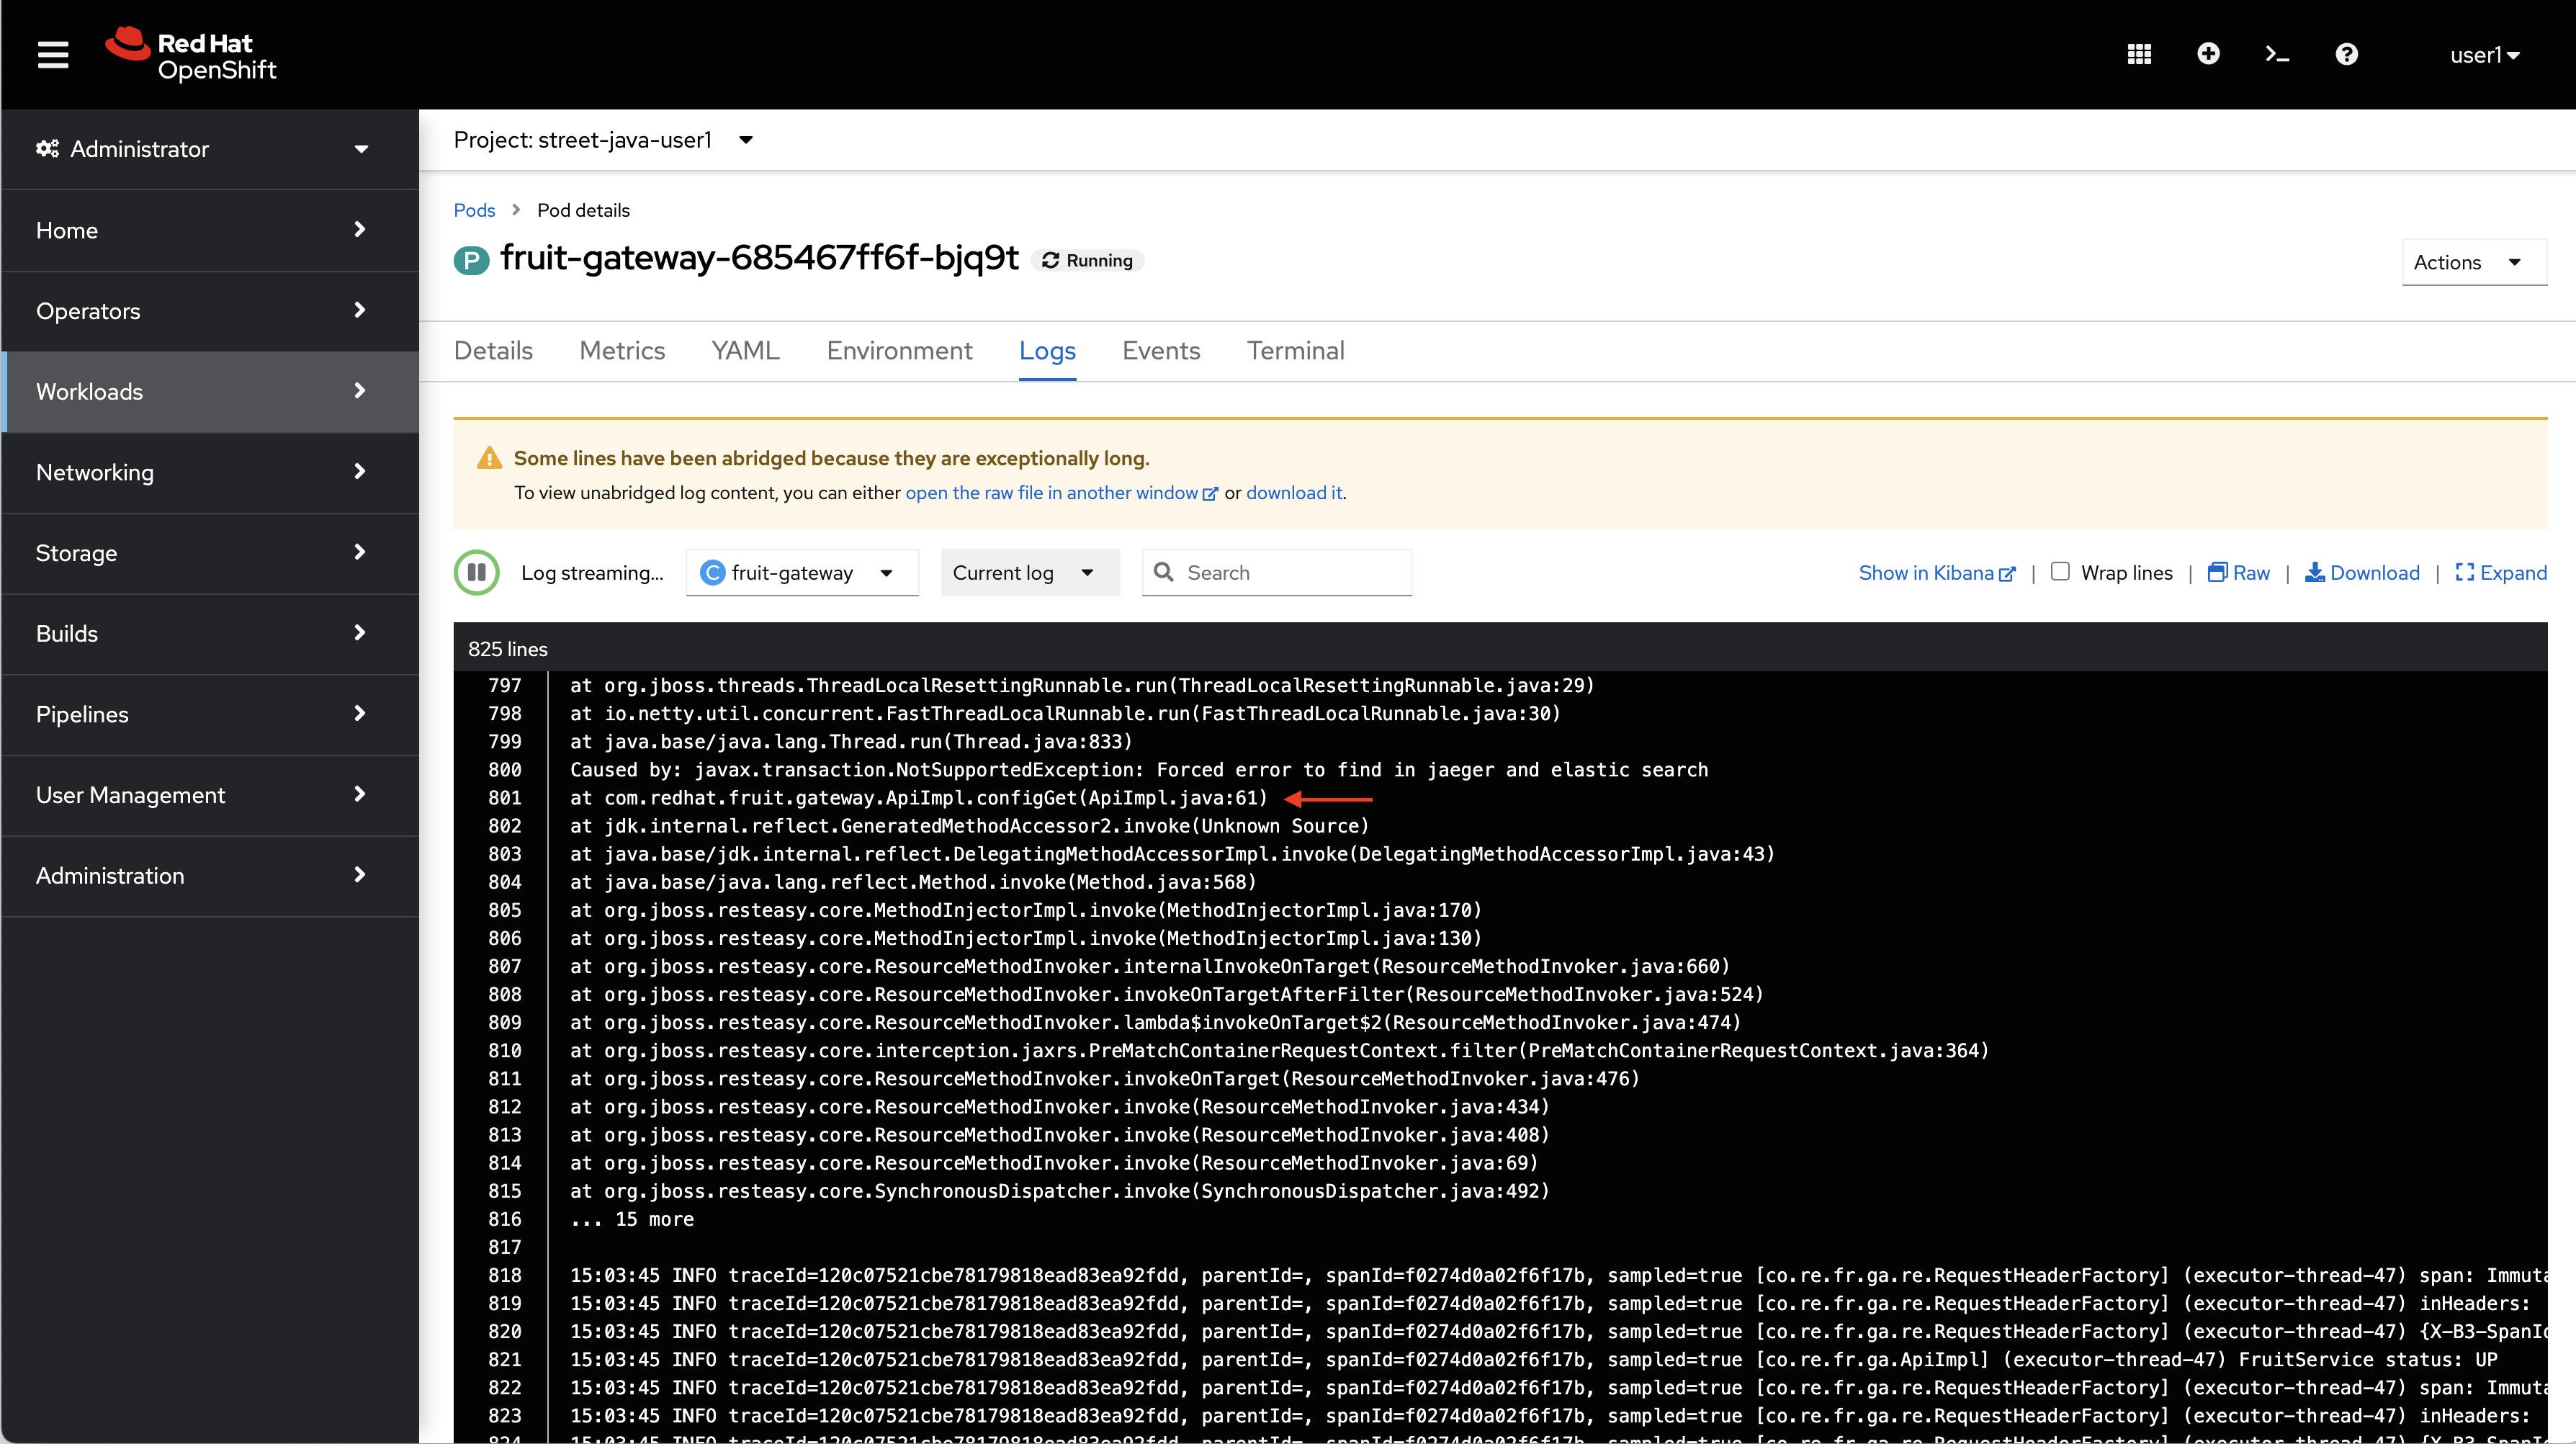 Red Hat
OpenShift
user1
Administrator
Home
Operators
Workloads
Networking
Storage
Builds
Pipelines
User Management
Administration
Project: street-java-user1
Pods Pod details
P fruit-gateway-685467ff6f-bjq9t Running
Actions
Details Metrics YAML Environment Logs Events Terminal
Some lines have been abridged because they are exceptionally long.
To view unabridged log content, you can either open the raw file in another window or download it.
Log streaming... C fruit-gateway Current log Search Show in Kibana | Wrap lines | Raw | Download | Expand
825 lines
797 at org.jboss.threads.ThreadLocalResettingRunnable.run(ThreadLocalResettingRunnable.java:29)
798 at io.netty.util.concurrent.FastThreadLocalRunnable.run(FastThreadLocalRunnable.java:30)
799 at java.base/java.lang.Thread.run(Thread.java:833)
800 Caused by: javax.transaction.NotSupportedException: Forced error to find in jaeger and elastic search
801 at com.redhat.fruit.gateway.ApiImpl.configGet(ApiImpl.java:61)
802 at jdk.internal.reflect.GeneratedMethodAccessor2.invoke(Unknown Source)
803 at java.base/jdk.internal.reflect.DelegatingMethodAccessorImpl.invoke(DelegatingMethodAccessorImpl.java:43)
804 at java.base/java.lang.reflect.Method.invoke(Method.java:568)
805 at org.jboss.resteasy.core.MethodInjectorImpl.invoke(MethodInjectorImpl.java:170)
806 at org.jboss.resteasy.core.MethodInjectorImpl.invoke(MethodInjectorImpl.java:130)
807 at org.jboss.resteasy.core.ResourceMethodInvoker.internalInvokeOnTarget(ResourceMethodInvoker.java:660)
808 at org.jboss.resteasy.core.ResourceMethodInvoker.invokeOnTargetAfterFilter(ResourceMethodInvoker.java:524)
809 at org.jboss.resteasy.core.ResourceMethodInvoker.lambda$invokeOnTarget$2(ResourceMethodInvoker.java:474)
810 at org.jboss.resteasy.core.interception.jaxrs.PreMatchContainerRequestContext.filter(PreMatchContainerRequestContext.java:364)
811 at org.jboss.resteasy.core.ResourceMethodInvoker.invokeOnTarget(ResourceMethodInvoker.java:476)
812 at org.jboss.resteasy.core.ResourceMethodInvoker.invoke(ResourceMethodInvoker.java:434)
813 at org.jboss.resteasy.core.ResourceMethodInvoker.invoke(ResourceMethodInvoker.java:408)
814 at org.jboss.resteasy.core.ResourceMethodInvoker.invoke(ResourceMethodInvoker.java:69)
815 at org.jboss.resteasy.core.SynchronousDispatcher.invoke(SynchronousDispatcher.java:492)
816 ... 15 more
817
818 15:03:45 INFO traceId=120c07521cbe78179818ead83ea92fdd, parentId=, spanId=f0274d0a02f6f17b, sampled=true [co.re.fr.ga.re.RequestHeaderFactory] (executor-thread-47) span: Immuta
819 15:03:45 INFO traceId=120c07521cbe78179818ead83ea92fdd, parentId=, spanId=f0274d0a02f6f17b, sampled=true [co.re.fr.ga.re.RequestHeaderFactory] (executor-thread-47) inHeaders:
820 15:03:45 INFO traceId=120c07521cbe78179818ead83ea92fdd, parentId=, spanId=f0274d0a02f6f17b, sampled=true [co.re.fr.ga.re.RequestHeaderFactory] (executor-thread-47) {X-B3-SpanId
821 15:03:45 INFO traceId=120c07521cbe78179818ead83ea92fdd, parentId=, spanId=f0274d0a02f6f17b, sampled=true [co.re.fr.ga.ApiImpl] (executor-thread-47) FruitService status: UP
822 15:03:45 INFO traceId=120c07521cbe78179818ead83ea92fdd, parentId=, spanId=f0274d0a02f6f17b, sampled=true [co.re.fr.ga.re.RequestHeaderFactory] (executor-thread-47) span: Immuta
823 15:03:45 INFO traceId=120c07521cbe78179818ead83ea92fdd, parentId=, spanId=f0274d0a02f6f17b, sampled=true [co.re.fr.ga.re.RequestHeaderFactory] (executor-thread-47) inHeaders: